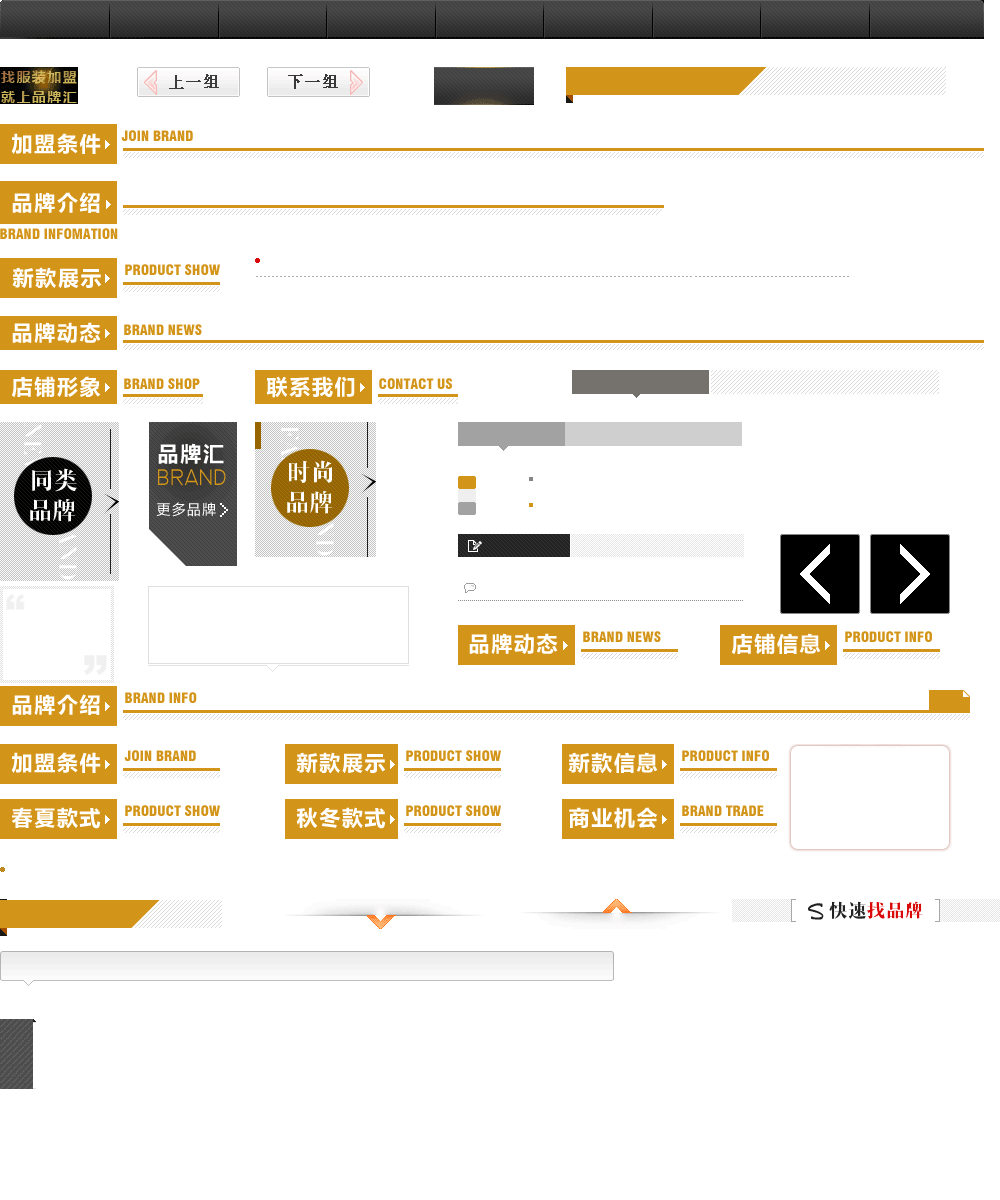 找服装加盟
就上品牌汇
上一组
下一组
加盟条件
JOIN BRAND
品牌介绍
BRAND INFOMATION
新款展示
PRODUCT SHOW
品牌动态
BRAND NEWS
店铺形象
BRAND SHOP
联系我们
CONTACT US
同类
品牌
品牌汇
BRAND
更多品牌
时尚
品牌
品牌动态
BRAND NEWS
店铺信息
PRODUCT INFO
品牌介绍
BRAND INFO
加盟条件
JOIN BRAND
新款展示
PRODUCT SHOW
新款信息
PRODUCT INFO
春夏款式
PRODUCT SHOW
秋冬款式
PRODUCT SHOW
商业机会
BRAND TRADE
快速找品牌